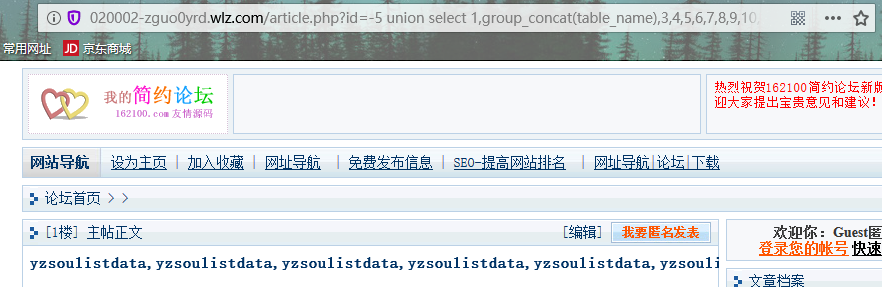 020002-zguo0yrd.wlz.com/article.php?id=-5 union select 1,group_concat(table_name),3,4,5,6,7,8,9,10,
常用网址 JD 京东商城
我的简约论坛
162100.com 友情源码
热烈祝贺162100简约论坛新版
迎大家提出宝贵意见和建议!
网站导航 设为主页 | 加入收藏 | 网址导航 | 免费发布信息 | SEO-提高网站排名 | 网址导航|论坛|下载
论坛首页 > >
[1楼] 主帖正文 [编辑] 我要匿名发表
欢迎你: Guest匿
登录您的帐号 快速
yzsoulistdata,yzsoulistdata,yzsoulistdata,yzsoulistdata,yzsoulistdata,yzsouli
文章档案